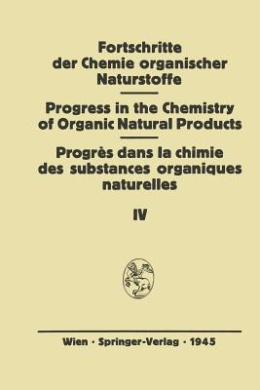 Fortschritte
der Chemie organischer
Naturstoffe
Progress in the Chemistry
of Organic Natural Products
Progrès dans la chimie
des substances organiques
naturelles
IV
Wien · Springer-Verlag · 1945